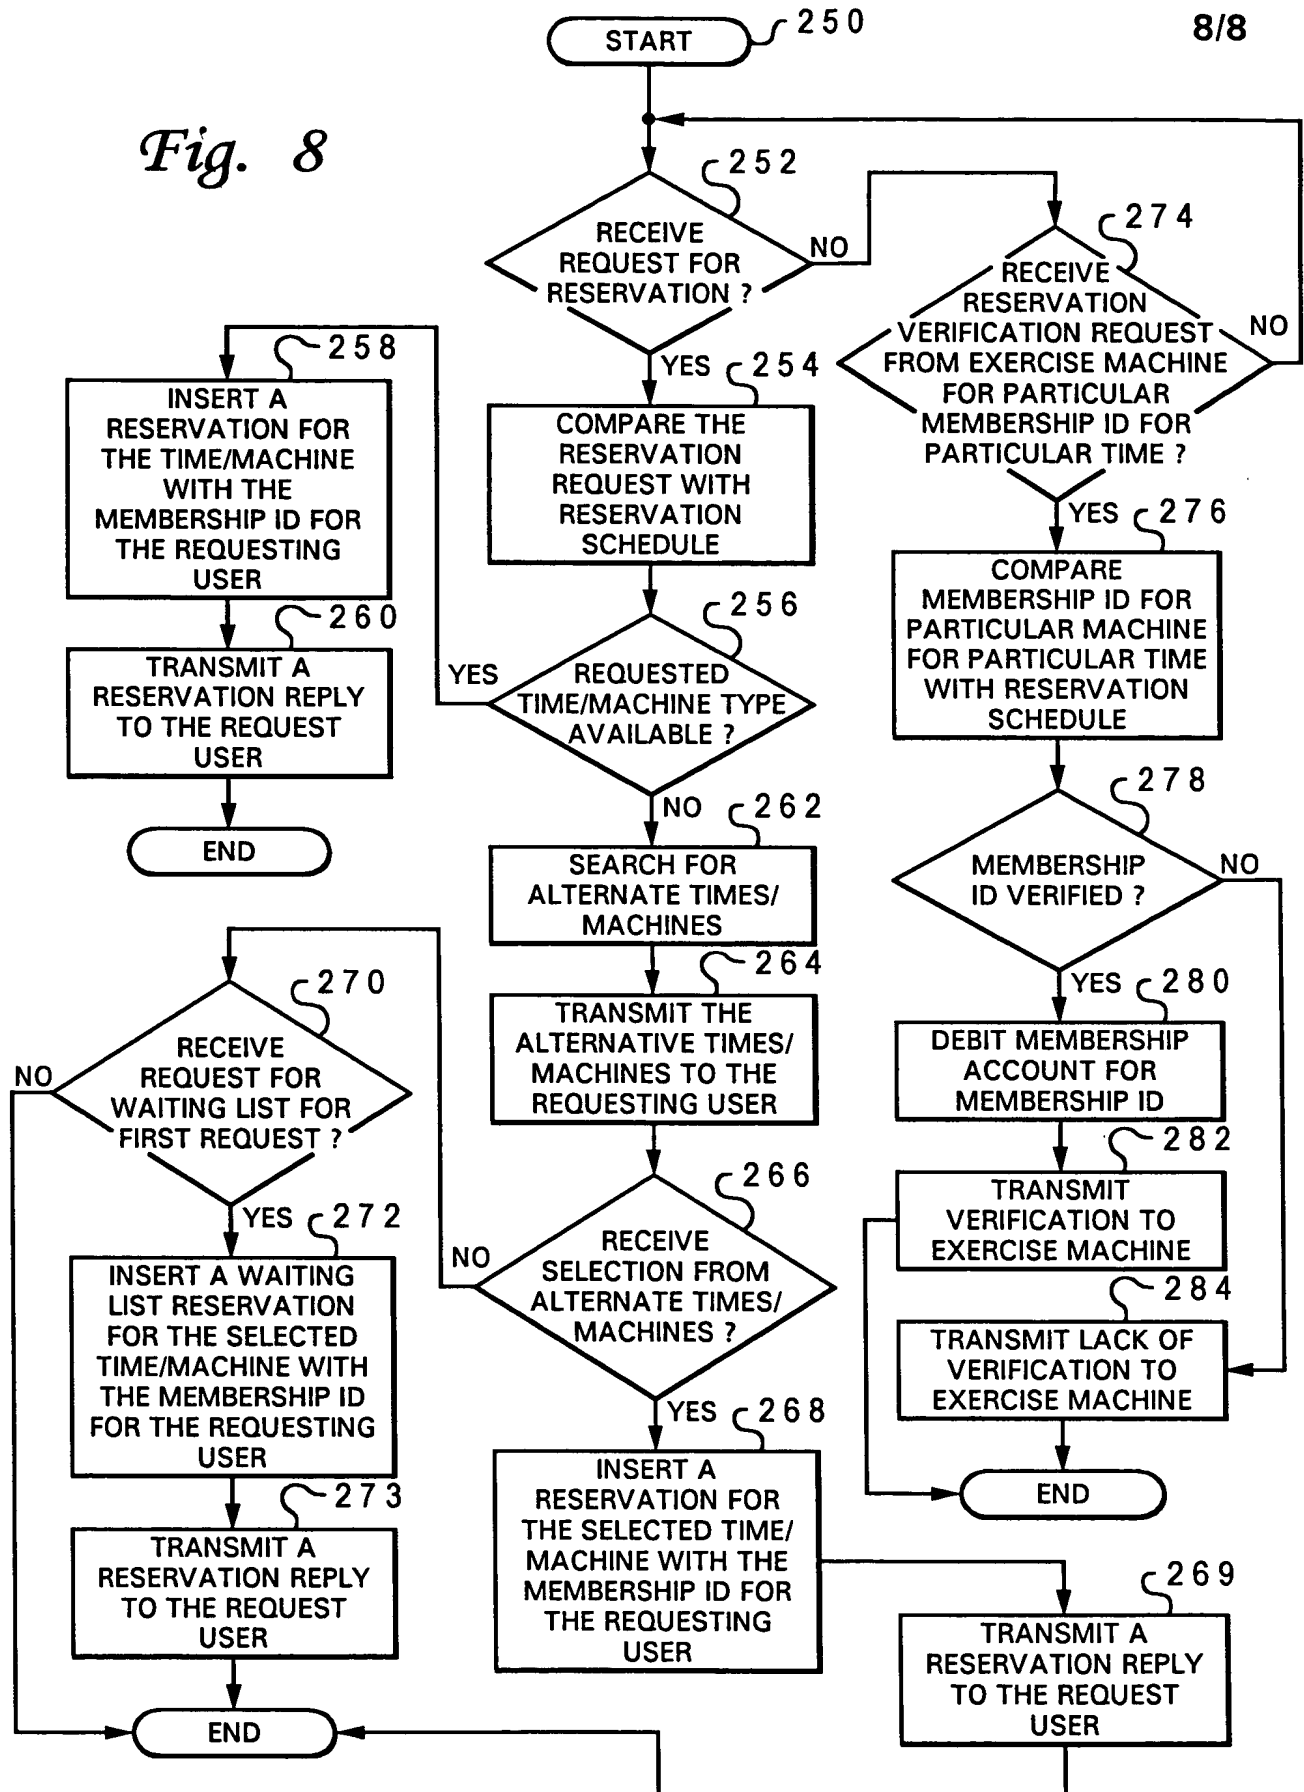 START
250
8/8
Fig. 8
252
RECEIVE
REQUEST FOR
RESERVATION ?
NO
YES
274
RECEIVE
RESERVATION
VERIFICATION REQUEST
FROM EXERCISE MACHINE
FOR PARTICULAR
MEMBERSHIP ID FOR
PARTICULAR TIME ?
NO
YES
258
INSERT A
RESERVATION FOR
THE TIME/MACHINE
WITH THE
MEMBERSHIP ID FOR
THE REQUESTING
USER
254
COMPARE THE
RESERVATION
REQUEST WITH
RESERVATION
SCHEDULE
276
COMPARE
MEMBERSHIP ID FOR
PARTICULAR MACHINE
FOR PARTICULAR TIME
WITH RESERVATION
SCHEDULE
260
TRANSMIT A
RESERVATION REPLY
TO THE REQUEST
USER
END
256
YES
REQUESTED
TIME/MACHINE TYPE
AVAILABLE ?
NO
278
MEMBERSHIP
ID VERIFIED ?
NO
YES
262
SEARCH FOR
ALTERNATE TIMES/
MACHINES
264
TRANSMIT THE
ALTERNATIVE TIMES/
MACHINES TO THE
REQUESTING USER
280
DEBIT MEMBERSHIP
ACCOUNT FOR
MEMBERSHIP ID
270
NO
RECEIVE
REQUEST FOR
WAITING LIST FOR
FIRST REQUEST ?
YES
266
NO
RECEIVE
SELECTION FROM
ALTERNATE TIMES/
MACHINES ?
YES
282
TRANSMIT
VERIFICATION TO
EXERCISE MACHINE
284
TRANSMIT LACK OF
VERIFICATION TO
EXERCISE MACHINE
END
272
INSERT A WAITING
LIST RESERVATION
FOR THE SELECTED
TIME/MACHINE WITH
THE MEMBERSHIP ID
FOR THE REQUESTING
USER
268
INSERT A
RESERVATION FOR
THE SELECTED TIME/
MACHINE WITH THE
MEMBERSHIP ID FOR
THE REQUESTING
USER
273
TRANSMIT A
RESERVATION REPLY
TO THE REQUEST
USER
END
269
TRANSMIT A
RESERVATION REPLY
TO THE REQUEST
USER